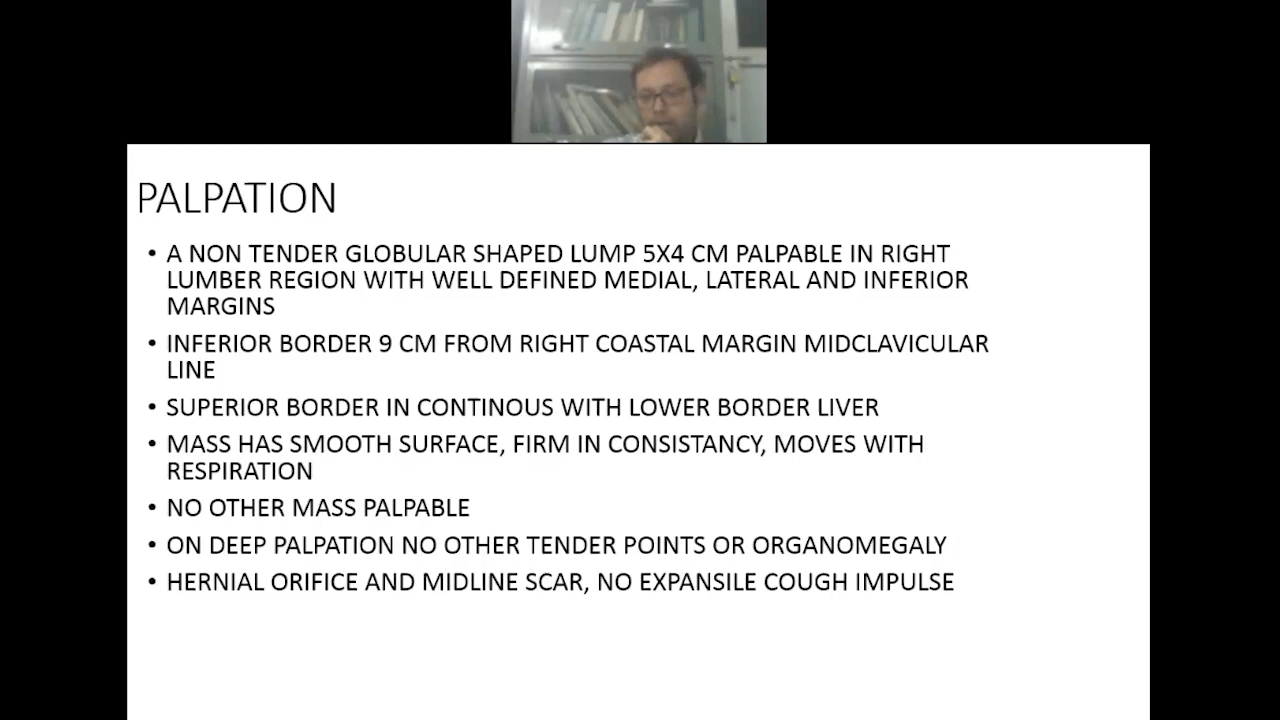 PALPATION
• A NON TENDER GLOBULAR SHAPED LUMP 5X4 CM PALPABLE IN RIGHT
LUMBER REGION WITH WELL DEFINED MEDIAL, LATERAL AND INFERIOR
MARGINS
• INFERIOR BORDER 9 CM FROM RIGHT COASTAL MARGIN MIDCLAVICULAR
LINE
• SUPERIOR BORDER IN CONTINOUS WITH LOWER BORDER LIVER
• MASS HAS SMOOTH SURFACE, FIRM IN CONSISTANCY, MOVES WITH
RESPIRATION
• NO OTHER MASS PALPABLE
• ON DEEP PALPATION NO OTHER TENDER POINTS OR ORGANOMEGALY
• HERNIAL ORIFICE AND MIDLINE SCAR, NO EXPANSILE COUGH IMPULSE